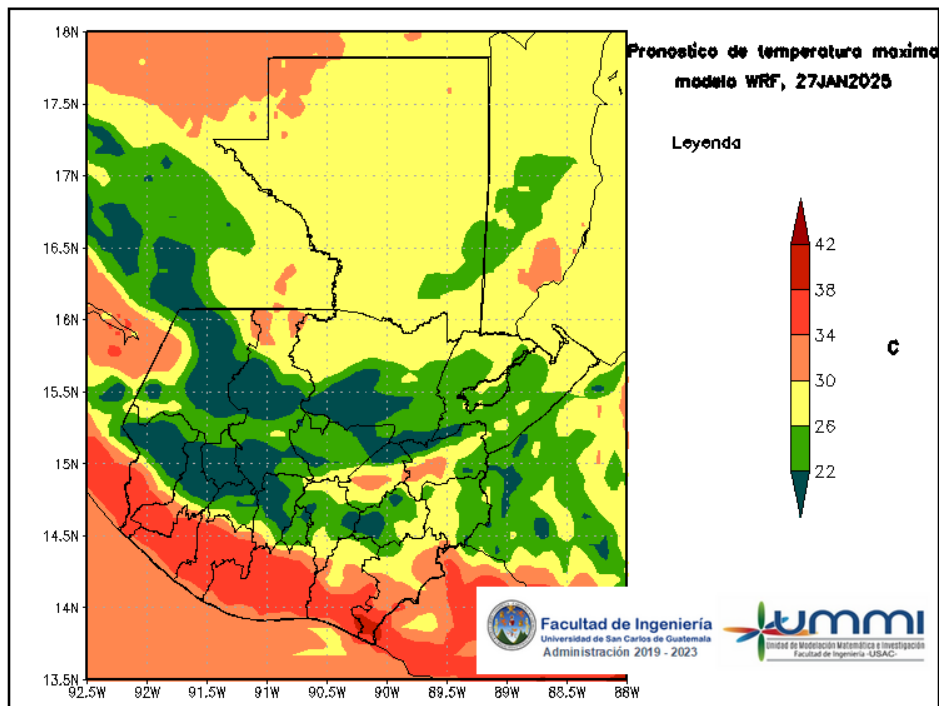 Pronostico de temperatura maxima
modelo WRF, 27JAN2025
Leyenda
18N
17.5N
17N
16.5N
16N
15.5N
15N
14.5N
14N
13.5N
92.5W
92W
91.5W
91W
90.5W
90W
89.5W
89W
88.5W
88W
42
38
34
30
26
22
C
Facultad de Ingeniería
Universidad de San Carlos de Guatemala
Administración 2019 - 2023
UMMI
Unidad de Modelación Matemática e Investigación
Facultad de Ingeniería -USAC-